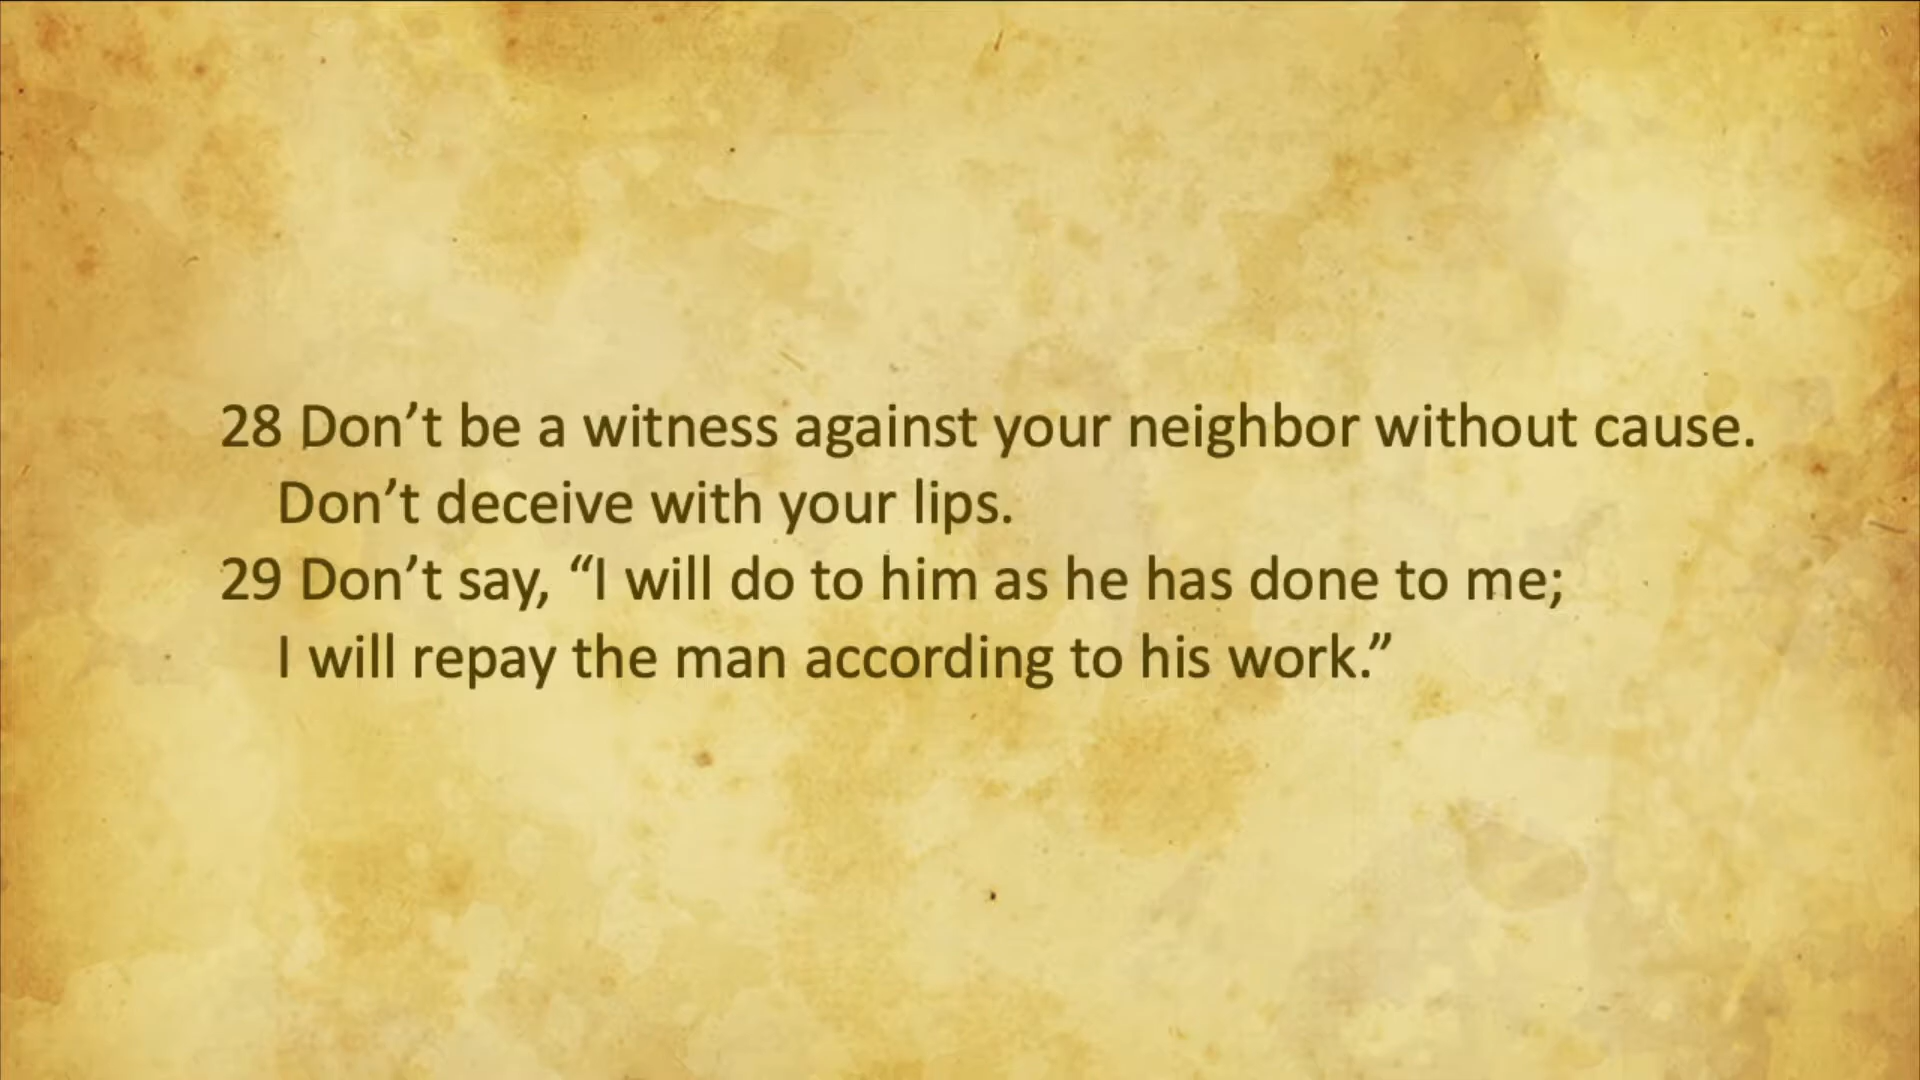 28 Don’t be a witness against your neighbor without cause.
Don’t deceive with your lips.
29 Don’t say, “I will do to him as he has done to me;
I will repay the man according to his work.”